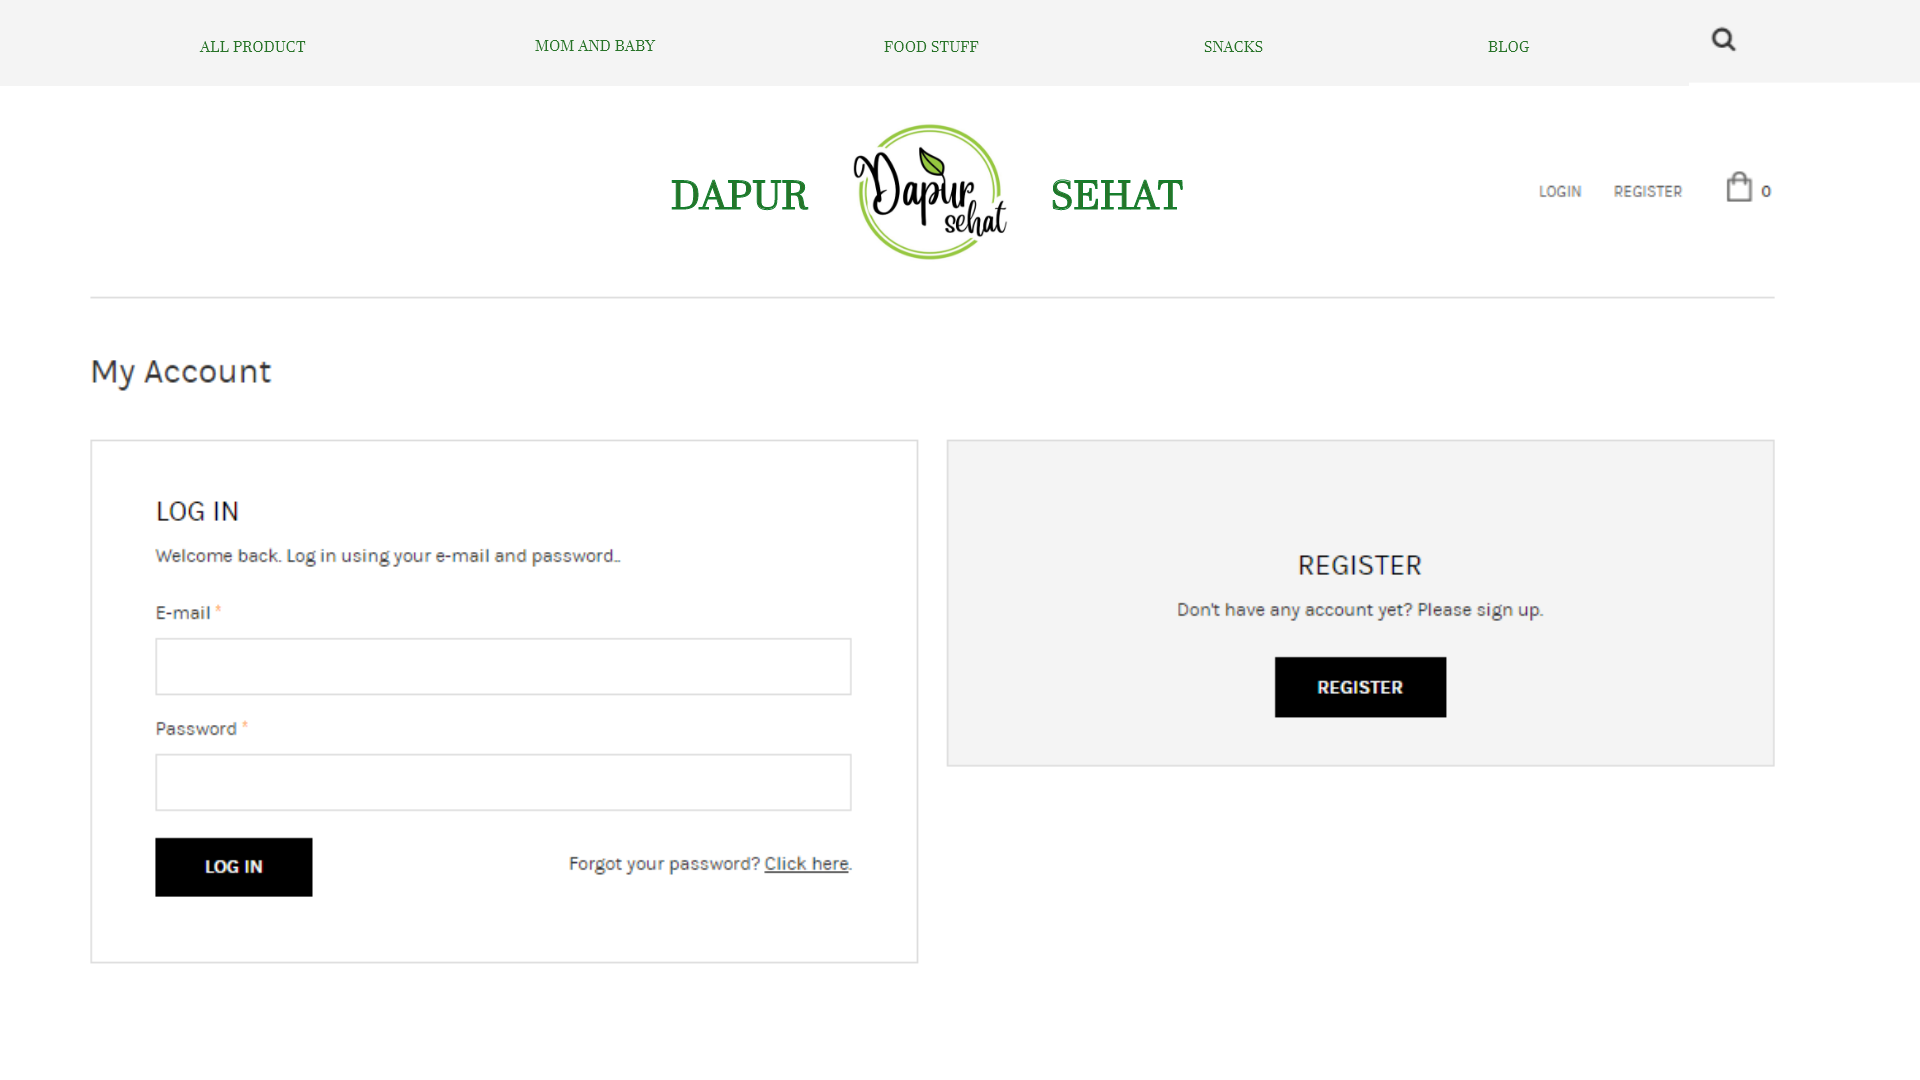 ALL PRODUCT
MOM AND BABY
FOOD STUFF
SNACKS
BLOG
DAPUR
Dapur
sehat
SEHAT
LOGIN
REGISTER
0
My Account
LOG IN
Welcome back. Log in using your e-mail and password..
E-mail *
Password *
LOG IN
Forgot your password? Click here.
REGISTER
Don't have any account yet? Please sign up.
REGISTER